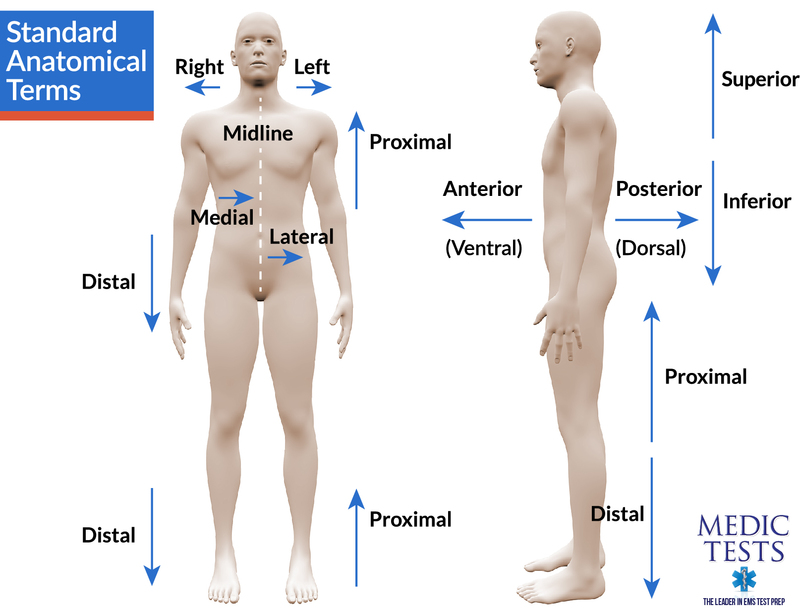 Standard
Anatomical
Terms
Right
Left
Midline
Proximal
Medial
Lateral
Distal
Distal
Proximal
Superior
Anterior
Posterior
Inferior
(Ventral)
(Dorsal)
Proximal
Distal
MEDIC
TESTS
THE LEADER IN EMS TEST PREP